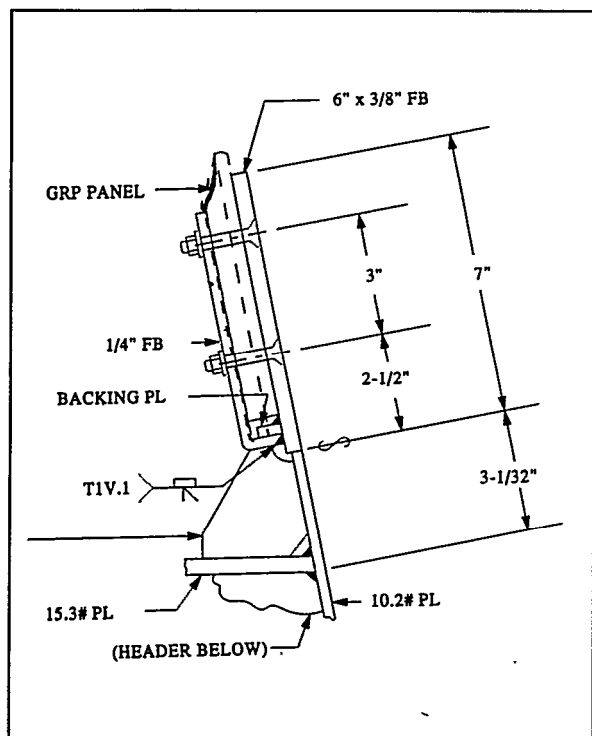 6" x 3/8" FB
GRP PANEL
3"
7"
1/4" FB
2-1/2"
BACKING PL
T1V.1
3-1/32"
15.3# PL
10.2# PL
(HEADER BELOW)